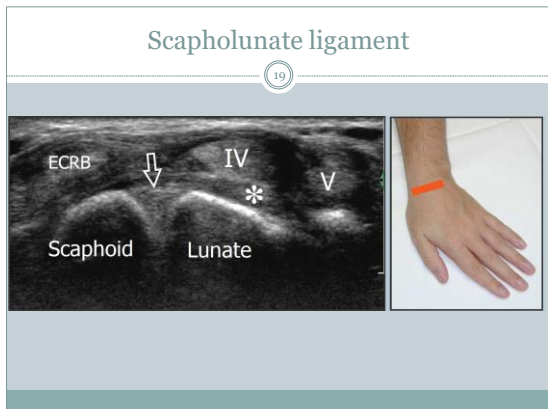 Scapholunate ligament
19
ECRB
IV
V
*
Scaphoid
Lunate